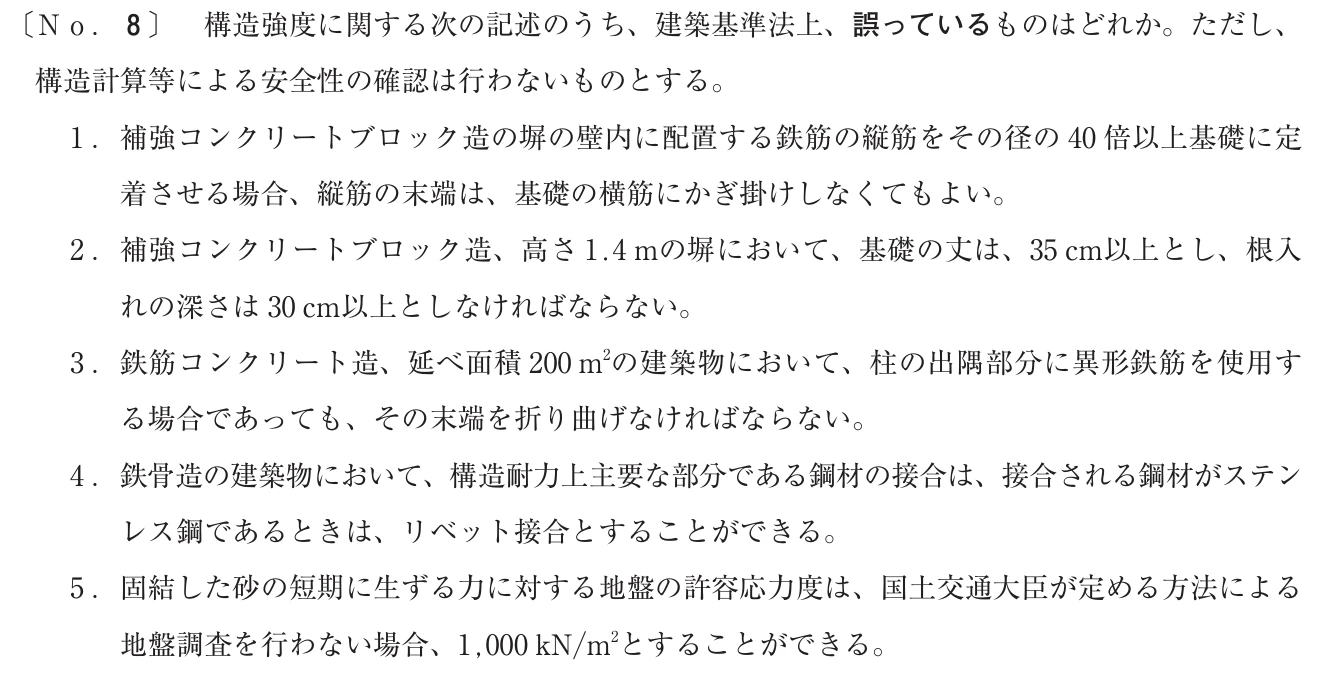 〔Ｎｏ．８〕　構造強度に関する次の記述のうち、建築基準法上、誤っているものはどれか。ただし、
構造計算等による安全性の確認は行わないものとする。
１．補強コンクリートブロック造の塀の壁内に配置する鉄筋の縦筋をその径の 40 倍以上基礎に定
着させる場合、縦筋の末端は、基礎の横筋にかぎ掛けしなくてもよい。
２．補強コンクリートブロック造、高さ 1.4 mの塀において、基礎の丈は、35 cm以上とし、根入
れの深さは 30 cm以上としなければならない。
３．鉄筋コンクリート造、延べ面積 200 m²の建築物において、柱の出隅部分に異形鉄筋を使用す
る場合であっても、その末端を折り曲げなければならない。
４．鉄骨造の建築物において、構造耐力上主要な部分である鋼材の接合は、接合される鋼材がステン
レス鋼であるときは、リベット接合とすることができる。
５．固結した砂の短期に生ずる力に対する地盤の許容応力度は、国土交通大臣が定める方法による
地盤調査を行わない場合、1,000 kN/m²とすることができる。